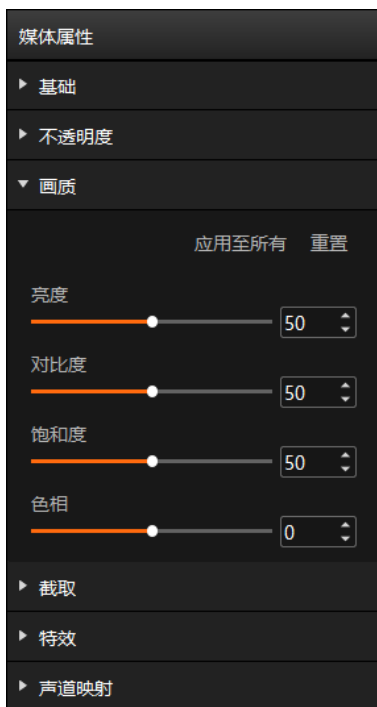 媒体属性
基础
不透明度
画质
应用至所有 重置
亮度
50
对比度
50
饱和度
50
色相
0
截取
特效
声道映射